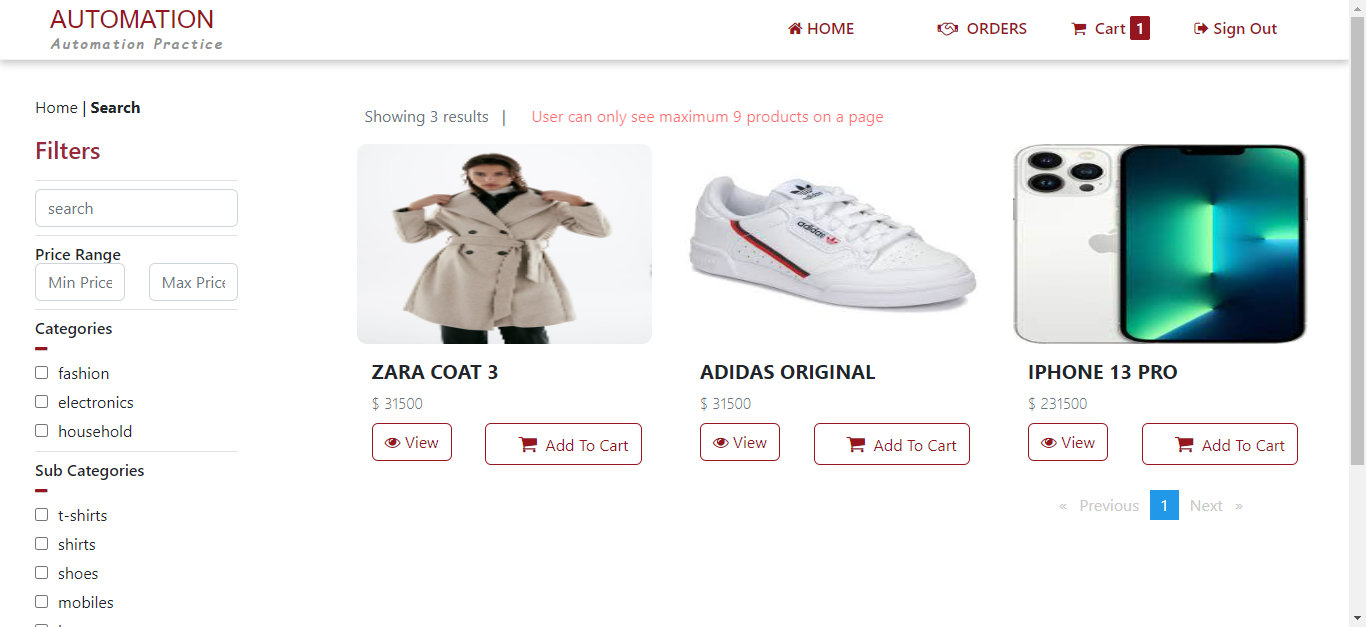 AUTOMATION
Automation Practice
HOME
ORDERS
Cart 1
Sign Out
Home | Search
Filters
search
Price Range
Min Price
Max Price
Categories
fashion
electronics
household
Sub Categories
t-shirts
shirts
shoes
mobiles
Showing 3 results |
User can only see maximum 9 products on a page
adidas
adidas
ZARA COAT 3
$ 31500
View
Add To Cart
ADIDAS ORIGINAL
$ 31500
View
Add To Cart
IPHONE 13 PRO
$ 231500
View
Add To Cart
« Previous 1 Next »